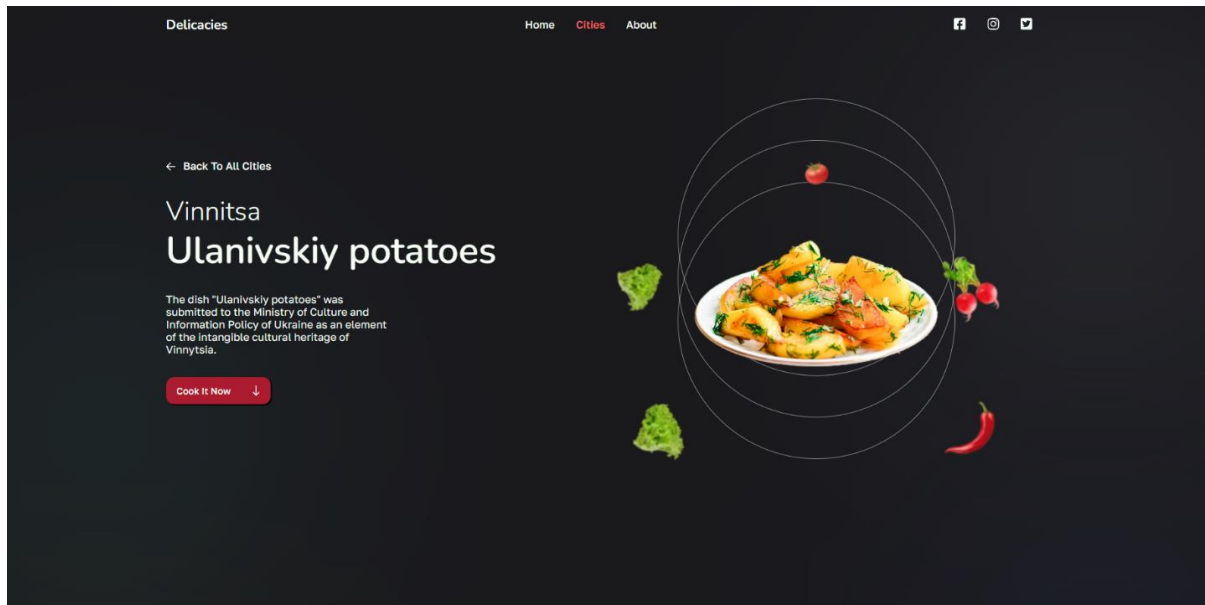 Delicacies
Home Cities About
← Back To All Cities
Vinnitsa
Ulanivskiy potatoes
The dish "Ulanivskiy potatoes" was
submitted to the Ministry of Culture and
Information Policy of Ukraine as an element
of the intangible cultural heritage of
Vinnytsia.
Cook It Now ↓